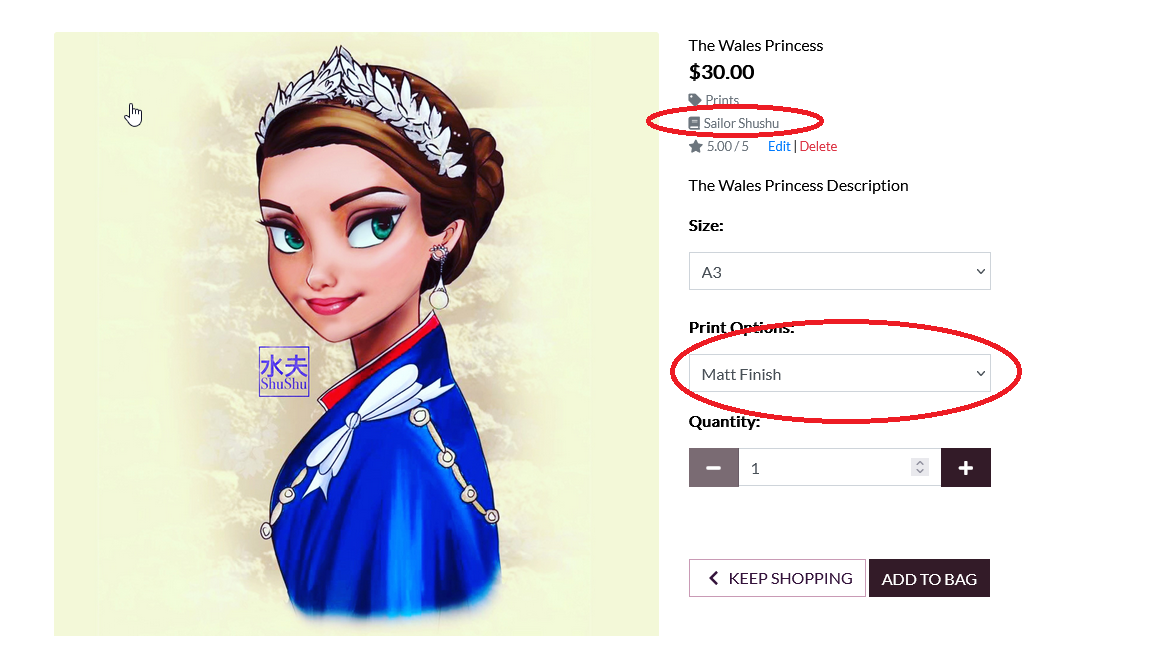 The Wales Princess
$30.00
Prints
Sailor Shushu
5.00 / 5 Edit | Delete
The Wales Princess Description
Size:
A3
Print Options:
Matt Finish
Quantity:
1
KEEP SHOPPING
ADD TO BAG
水夫
ShuShu